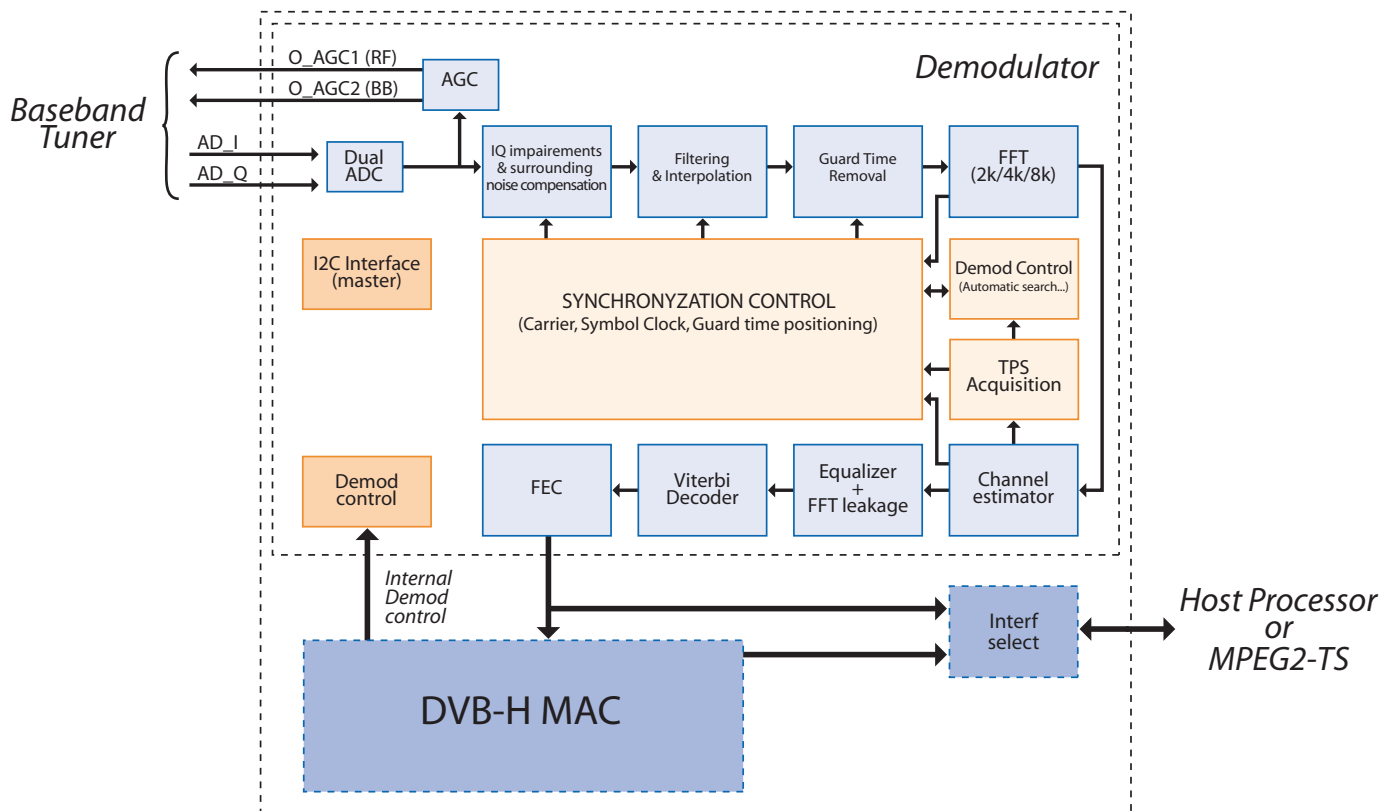 Demodulator
O_AGC1 (RF)
O_AGC2 (BB)
AGC
Baseband
Tuner
AD_I
AD_Q
Dual
ADC
IQ impairements
& surrounding
noise compensation
Filtering
& Interpolation
Guard Time
Removal
FFT
(2k/4k/8k)
I2C Interface
(master)
SYNCHRONYZATION CONTROL
(Carrier, Symbol Clock, Guard time positioning)
Demod Control
(Automatic search...)
TPS
Acquisition
Demod
control
FEC
Viterbi
Decoder
Equalizer
+
FFT leakage
Channel
estimator
Internal
Demod
control
Interf
select
Host Processor
or
MPEG2-TS
DVB-H MAC